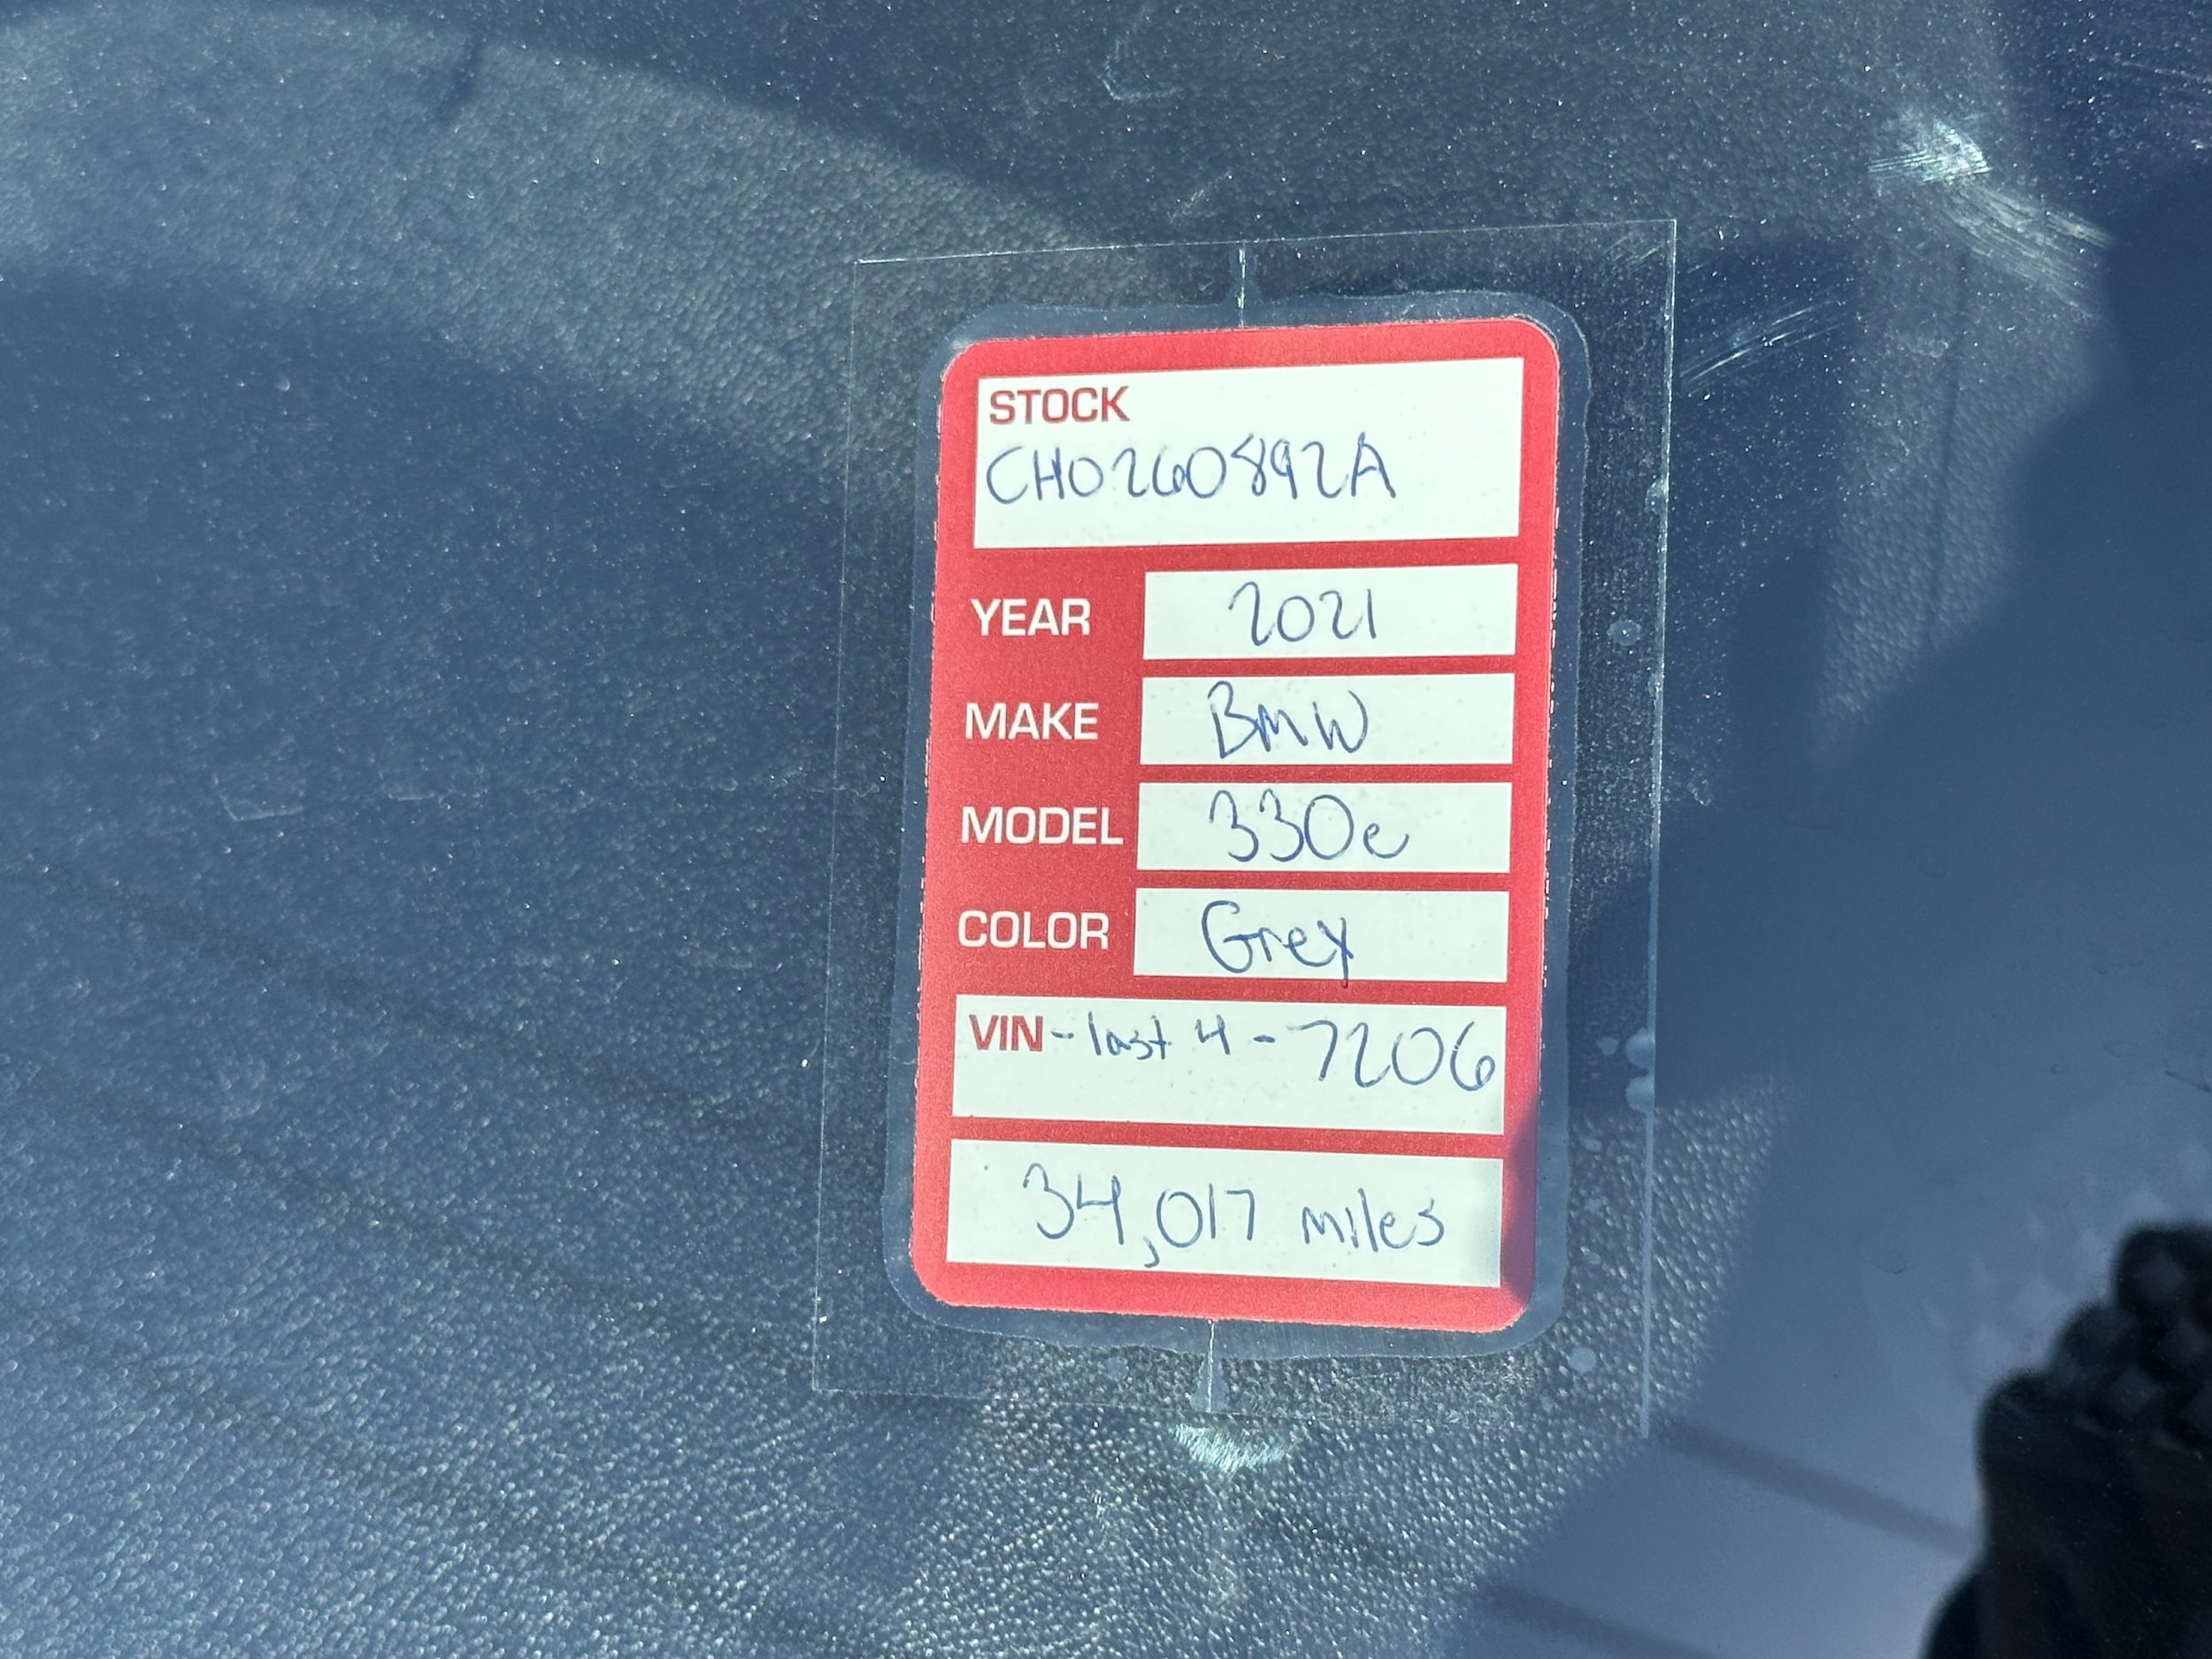 STOCK
CH0260892A
YEAR 2021
MAKE BMW
MODEL 330e
COLOR Grey
VIN - last 4 - 7206
34,017 miles